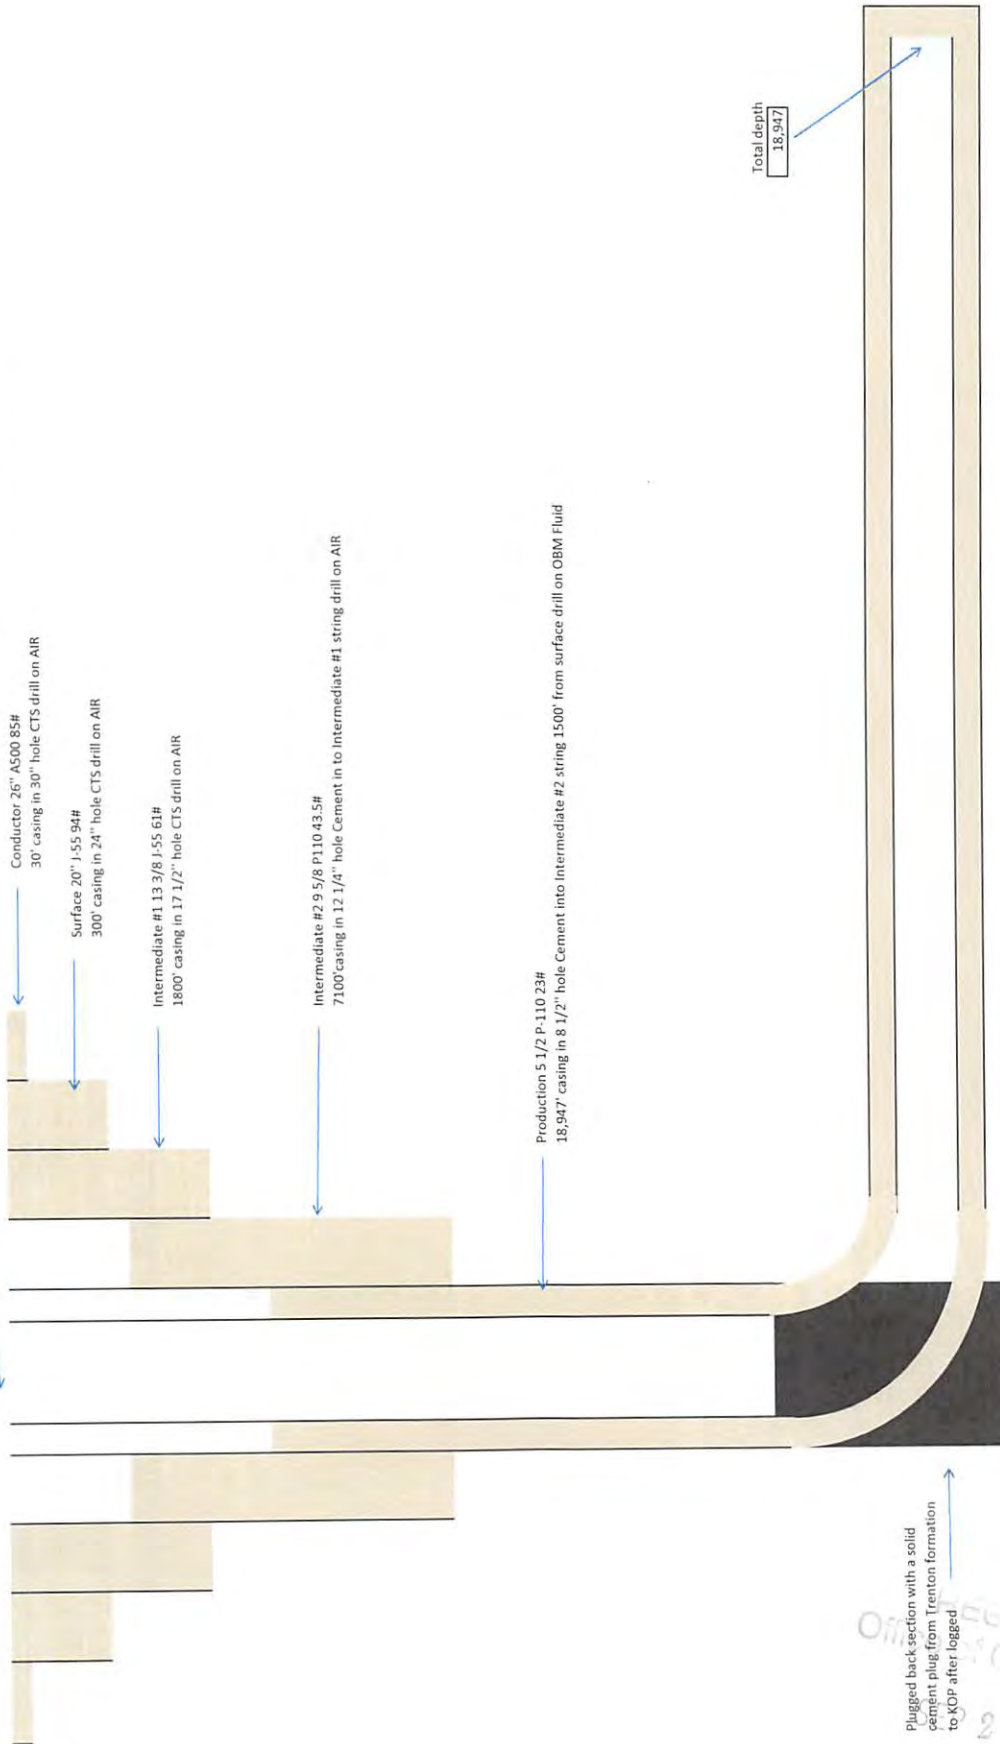 Conductor 26" A500 85#
30' casing in 30" hole CTS drill on AIR
Surface 20" J-55 94#
300' casing in 24" hole CTS drill on AIR
Intermediate #1 13 3/8 J-55 61#
1800' casing in 17 1/2" hole CTS drill on AIR
Intermediate #2 9 5/8 P110 43.5#
7100'casing in 12 1/4" hole Cement in to Intermediate #1 string drill on AIR
Production 5 1/2 P-110 23#
18,947' casing in 8 1/2" hole Cement into Intermediate #2 string 1500' from surface drill on OBM Fluid
Total depth
18,947
Plugged back section with a solid
cement plug from Trenton formation
to KOP after logged
2